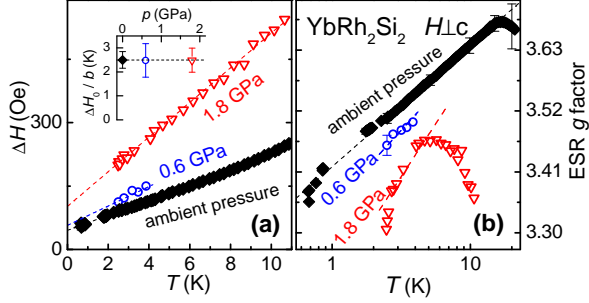 p (GPa)
0 1 2
ΔH₀ / b (K)
3
2
1
0
ΔH (Oe)
300
0
1.8 GPa
0.6 GPa
ambient pressure
(a)
0 2 4 6 8 10
T (K)
YbRh₂Si₂ H⊥c
ambient pressure
0.6 GPa
1.8 GPa
(b)
1 10
T (K)
3.63
3.52
3.41
3.30
ESR g factor